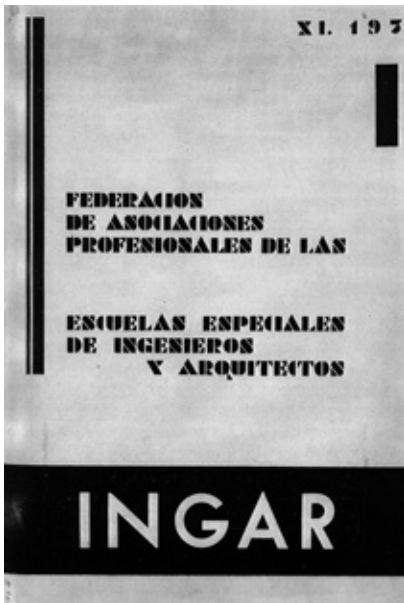 XI. 193
FEDERACION
DE ASOCIACIONES
PROFESIONALES DE LAS
ESCUELAS ESPECIALES
DE INGENIEROS
Y ARQUITECTOS
INGAR